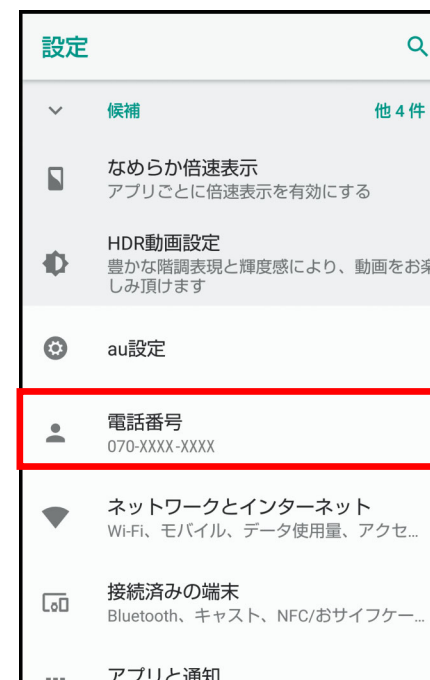 設定
候補
他 4 件
なめらか倍速表示
アプリごとに倍速表示を有効にする
HDR動画設定
豊かな階調表現と輝度感により、動画をお楽
しみ頂けます
au設定
電話番号
070-XXXX-XXXX
ネットワークとインターネット
Wi-Fi、モバイル、データ使用量、アクセ...
接続済みの端末
Bluetooth、キャスト、NFC/おサイフケー...
アプリと通知